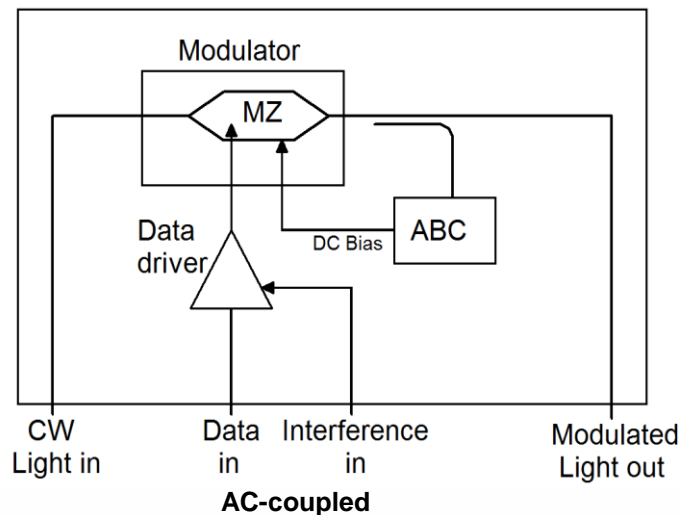 Modulator
MZ
Data
driver
DC Bias
ABC
CW
Light in
Data
in
Interference
in
Modulated
Light out
AC-coupled